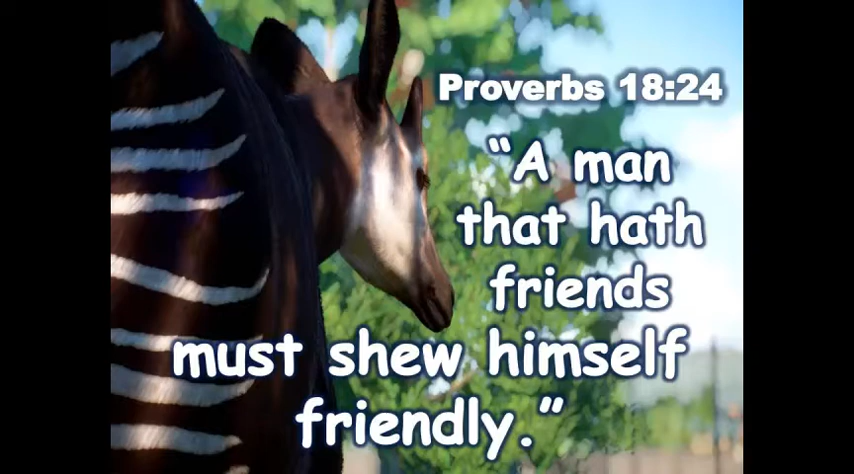 Proverbs 18:24
“A man
that hath
friends
must shew himself
friendly.”